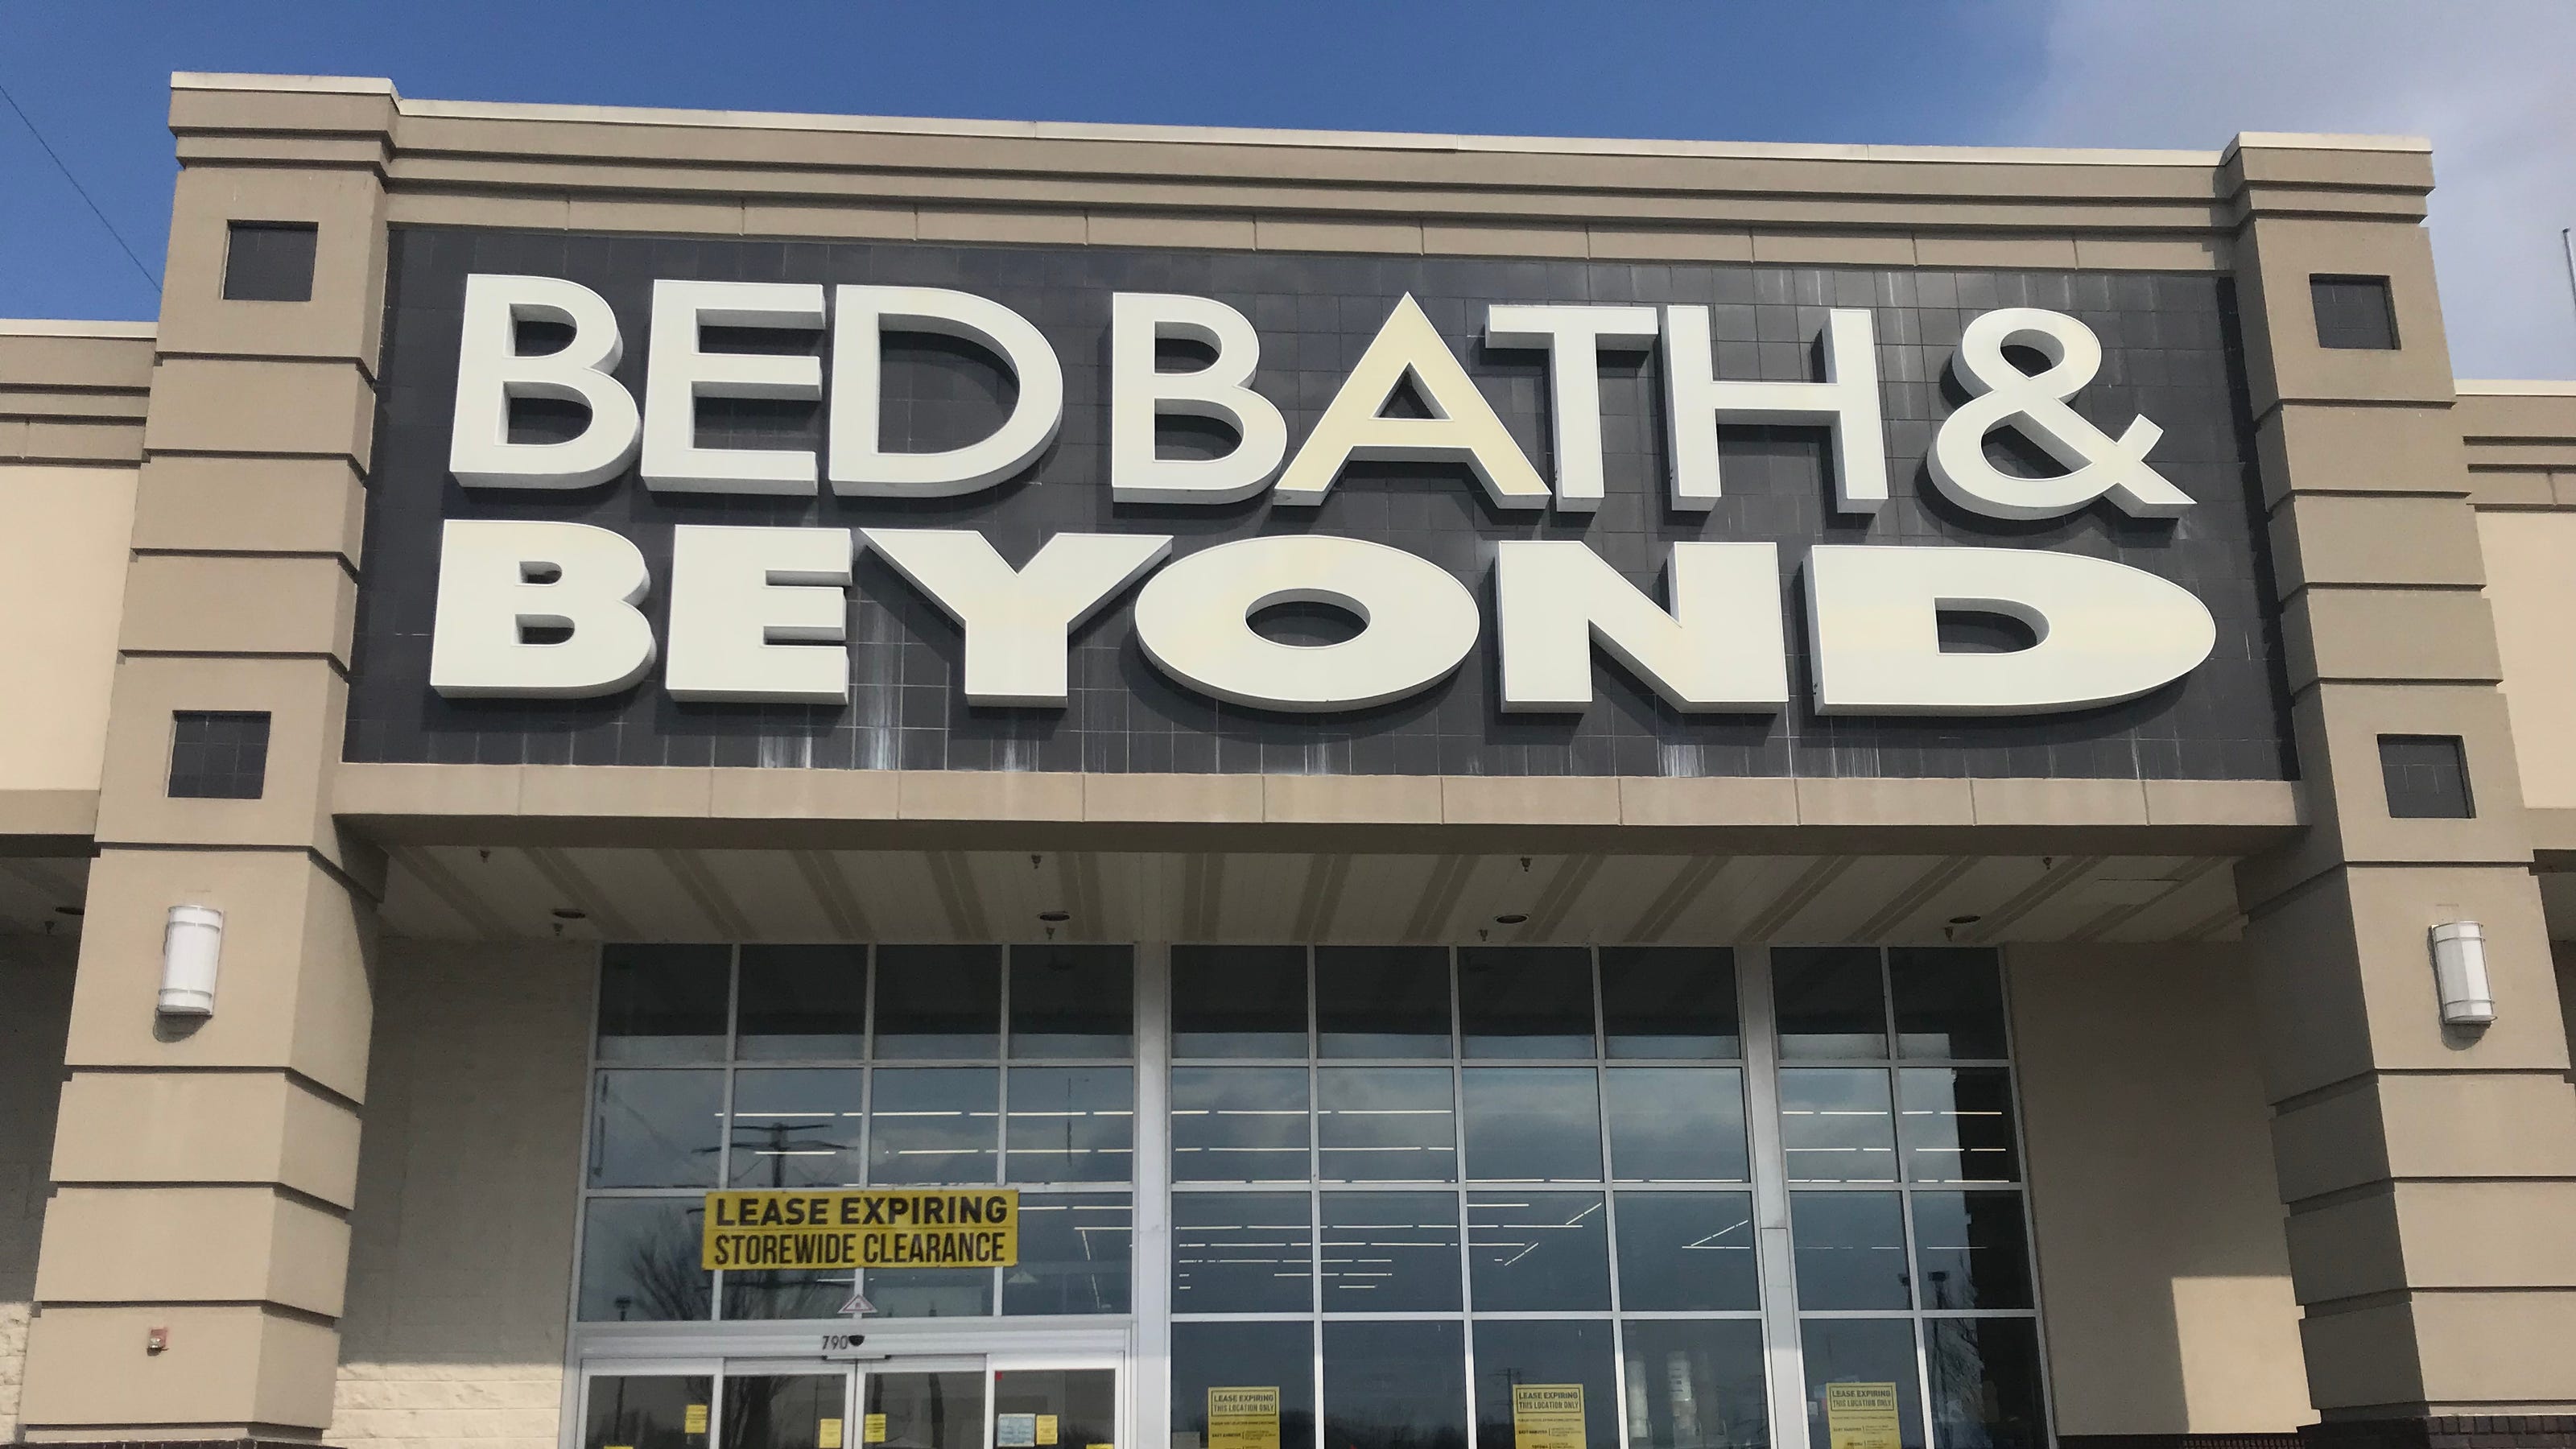 BED BATH &
BEYOND
LEASE EXPIRING
STOREWIDE CLEARANCE
790
LEASE EXPIRING
THIS LOCATION ONLY
LEASE EXPIRING
THIS LOCATION ONLY
LEASE EXPIRING
THIS LOCATION ONLY